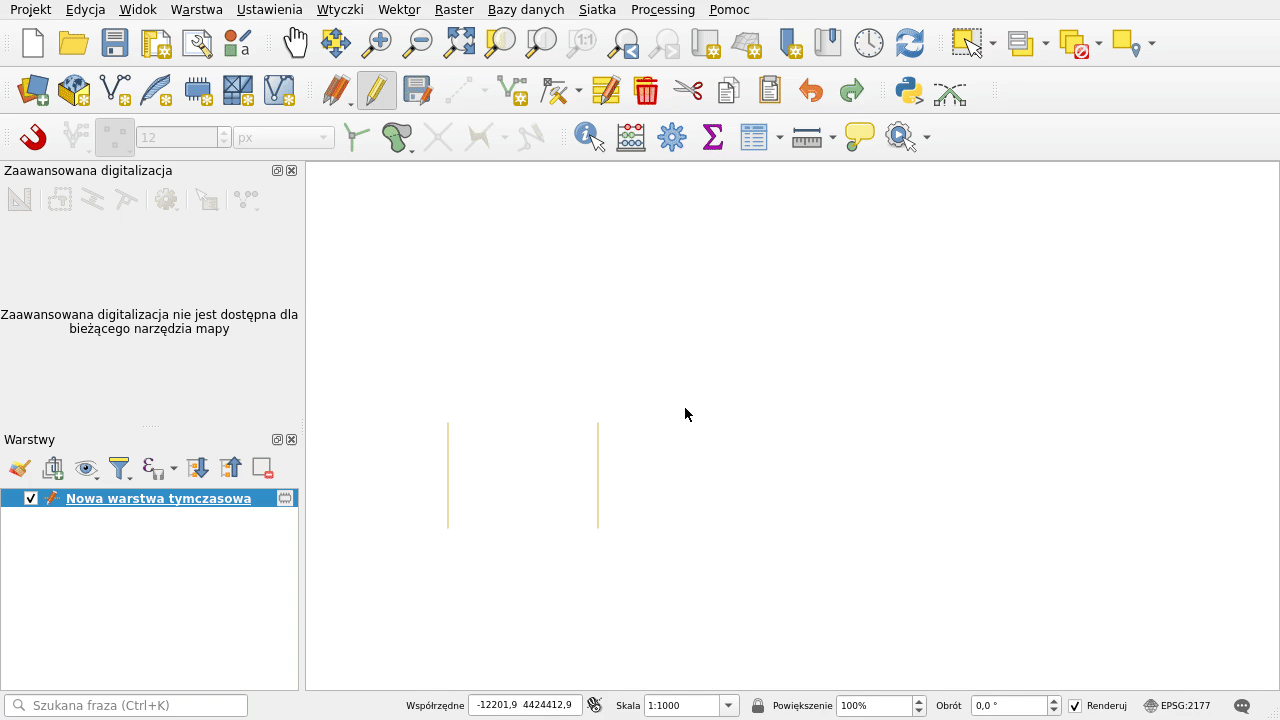 Projekt Edycja Widok Warstwa Ustawienia Wtyczki Wektor Raster Bazy danych Siatka Processing Pomoc
1:1
12 px
Zaawansowana digitalizacja
Zaawansowana digitalizacja nie jest dostępna dla
bieżącego narzędzia mapy
Warstwy
Nowa warstwa tymczasowa
Szukana fraza (Ctrl+K) Współrzędne -12201,9 4424412,9 Skala 1:1000 Powiększenie 100% Obrót 0,0 ° Renderuj EPSG:2177